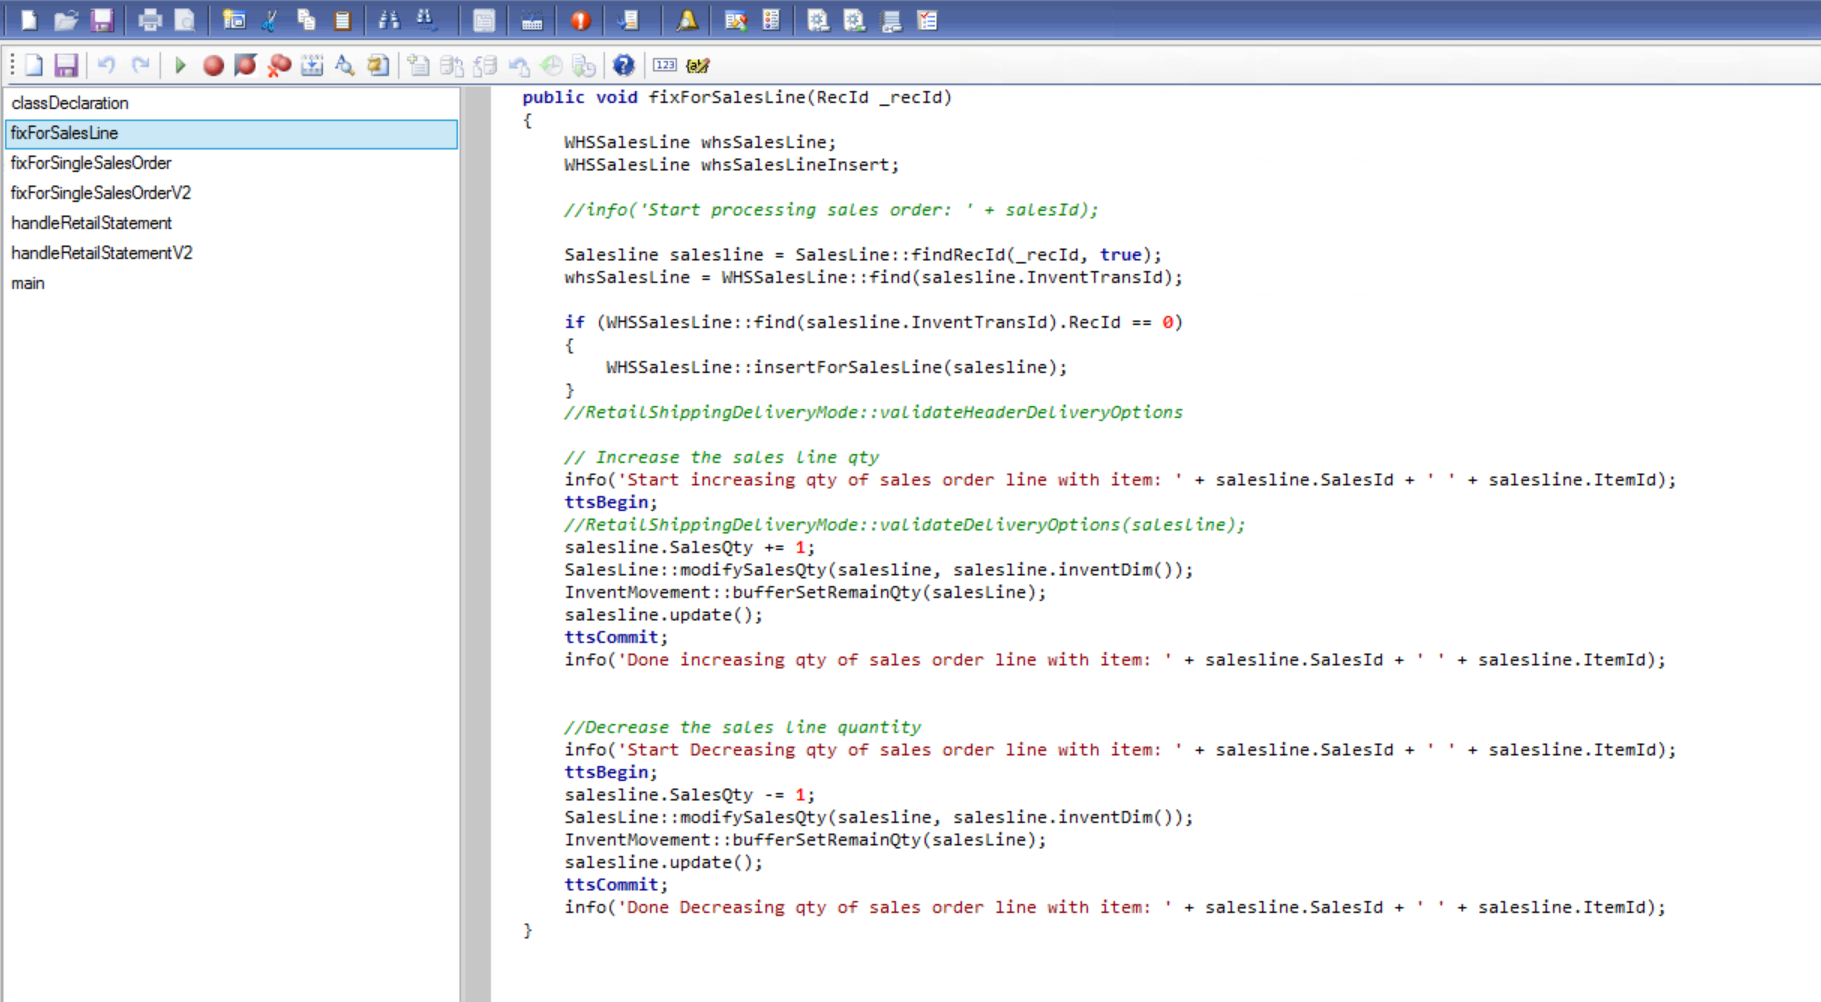 123
classDeclaration
fixForSalesLine
fixForSingleSalesOrder
fixForSingleSalesOrderV2
handleRetailStatement
handleRetailStatementV2
main
public void fixForSalesLine(RecId _recId)
{
    WHSSalesLine whsSalesLine;
    WHSSalesLine whsSalesLineInsert;

    //info('Start processing sales order: ' + salesId);

    Salesline salesline = SalesLine::findRecId(_recId, true);
    whsSalesLine = WHSSalesLine::find(salesline.InventTransId);

    if (WHSSalesLine::find(salesline.InventTransId).RecId == 0)
    {
        WHSSalesLine::insertForSalesLine(salesline);
    }
    //RetailShippingDeliveryMode::validateHeaderDeliveryOptions

    // Increase the sales line qty
    info('Start increasing qty of sales order line with item: ' + salesline.SalesId + ' ' + salesline.ItemId);
    ttsBegin;
    //RetailShippingDeliveryMode::validateDeliveryOptions(salesline);
    salesline.SalesQty += 1;
    SalesLine::modifySalesQty(salesline, salesline.inventDim());
    InventMovement::bufferSetRemainQty(salesLine);
    salesline.update();
    ttsCommit;
    info('Done increasing qty of sales order line with item: ' + salesline.SalesId + ' ' + salesline.ItemId);

    //Decrease the sales line quantity
    info('Start Decreasing qty of sales order line with item: ' + salesline.SalesId + ' ' + salesline.ItemId);
    ttsBegin;
    salesline.SalesQty -= 1;
    SalesLine::modifySalesQty(salesline, salesline.inventDim());
    InventMovement::bufferSetRemainQty(salesLine);
    salesline.update();
    ttsCommit;
    info('Done Decreasing qty of sales order line with item: ' + salesline.SalesId + ' ' + salesline.ItemId);
}